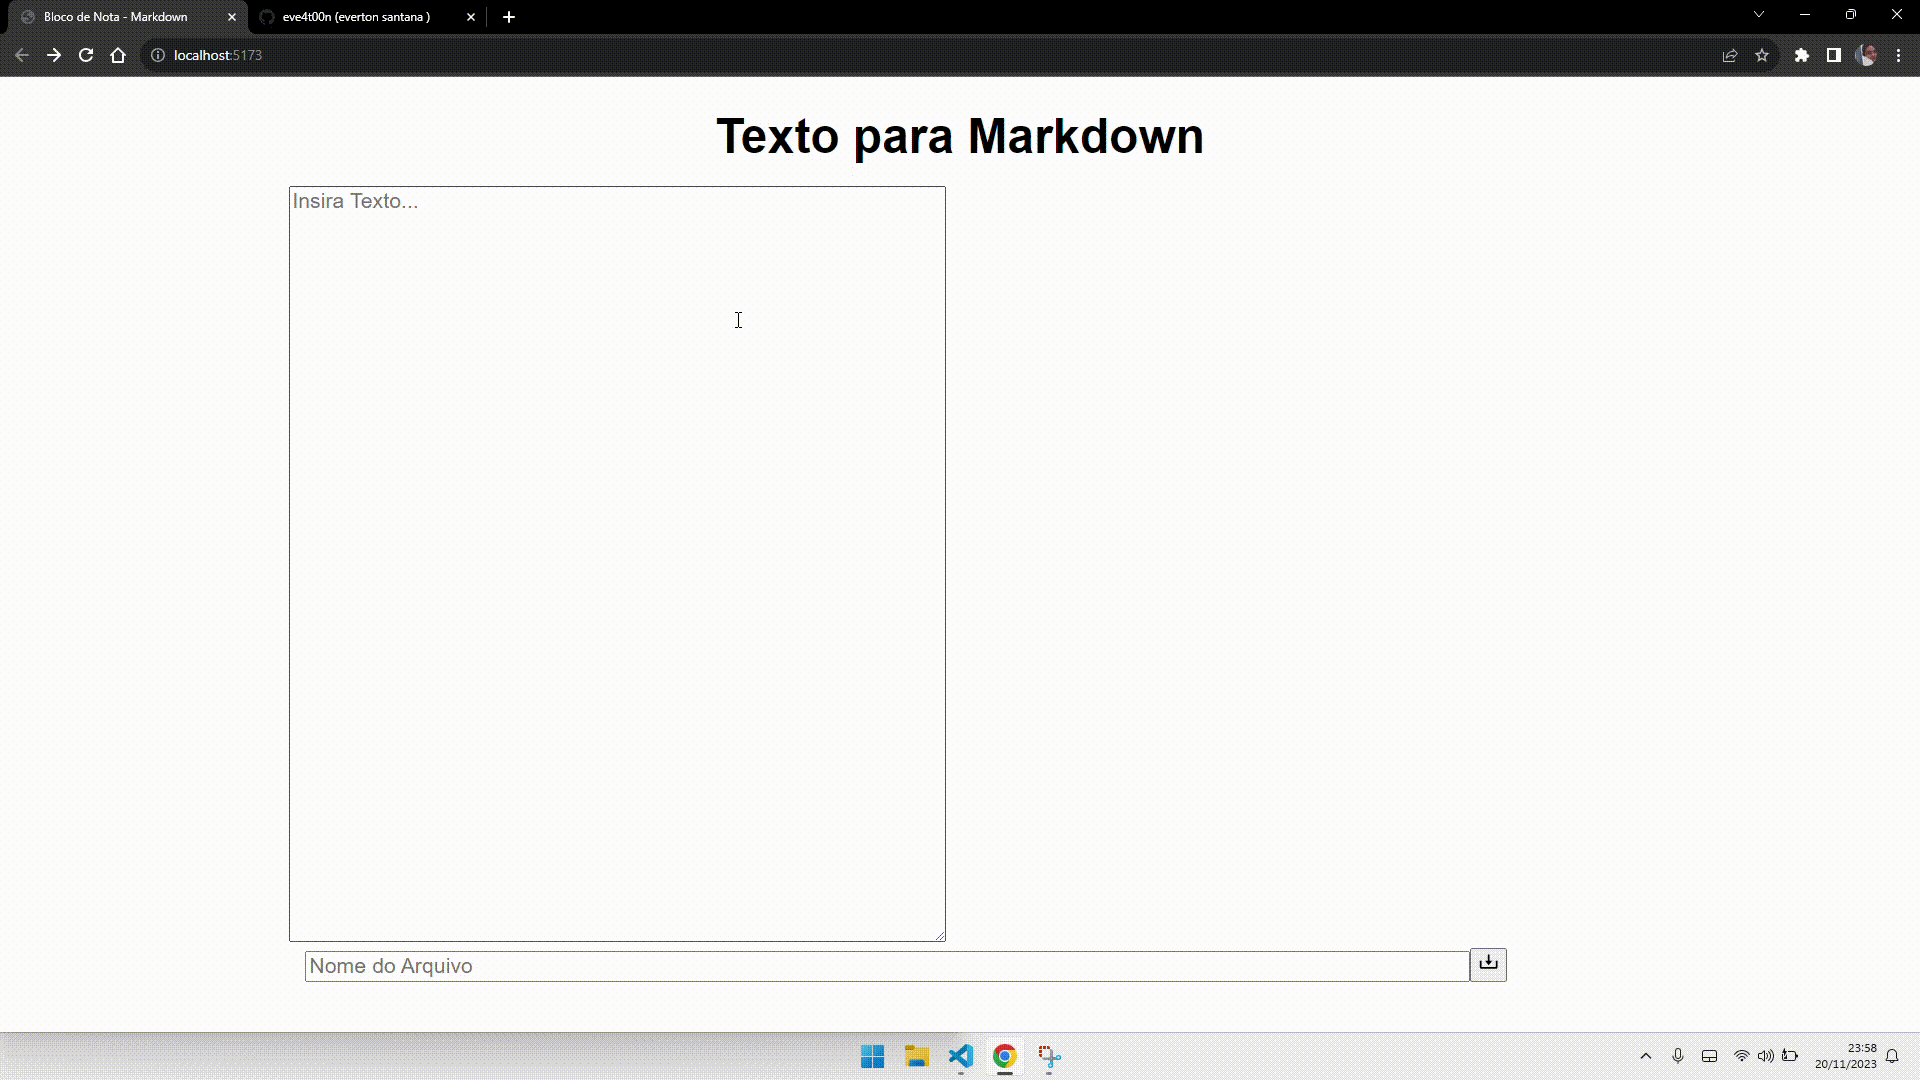 Bloco de Nota - Markdown
eve4t00n (everton santana )
localhost:5173
Texto para Markdown
Insira Texto...
Nome do Arquivo
23:58
20/11/2023